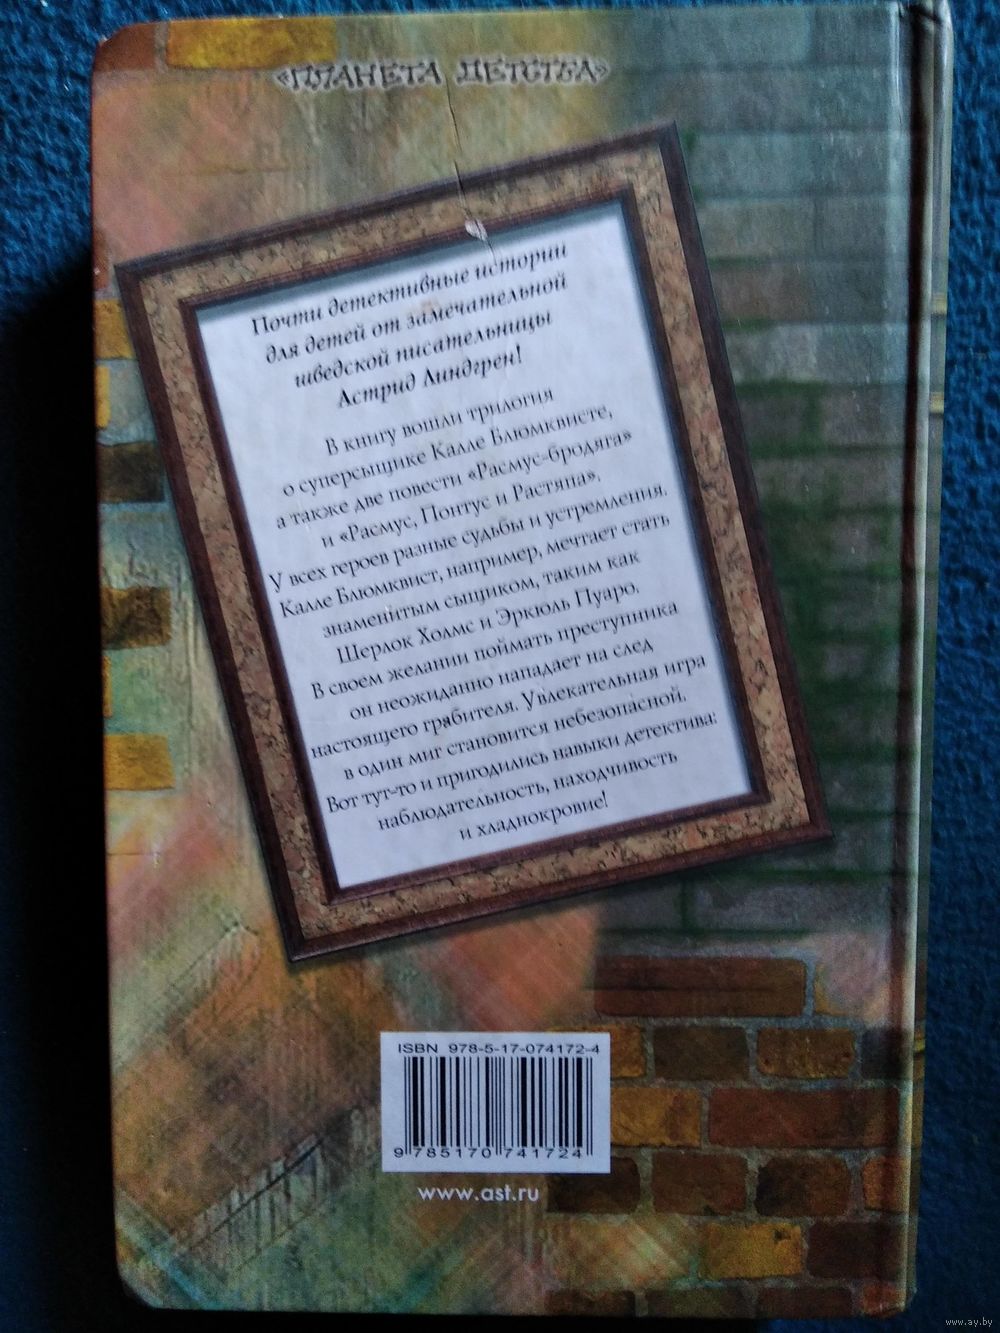 «ПЛАНЕТА ДЕТСТВА»
Почти детективные истории
для детей от замечательной
шведской писательницы
Астрид Линдгрен!
В книгу вошли трилогия
о суперсыщике Калле Блюмквисте,
а также две повести «Расмус-бродяга»
и «Расмус, Понтус и Растяпа».
У всех героев разные судьбы и устремления.
Калле Блюмквист, например, мечтает стать
знаменитым сыщиком, таким как
Шерлок Холмс и Эркюль Пуаро.
В своем желании поймать преступника
он неожиданно нападает на след
настоящего грабителя. Увлекательная игра
в один миг становится небезопасной.
Вот тут-то и пригодились навыки детектива:
наблюдательность, находчивость
и хладнокровие!
ISBN 978-5-17-074172-4
9 785170 741724
www.ast.ru
www.ay.by